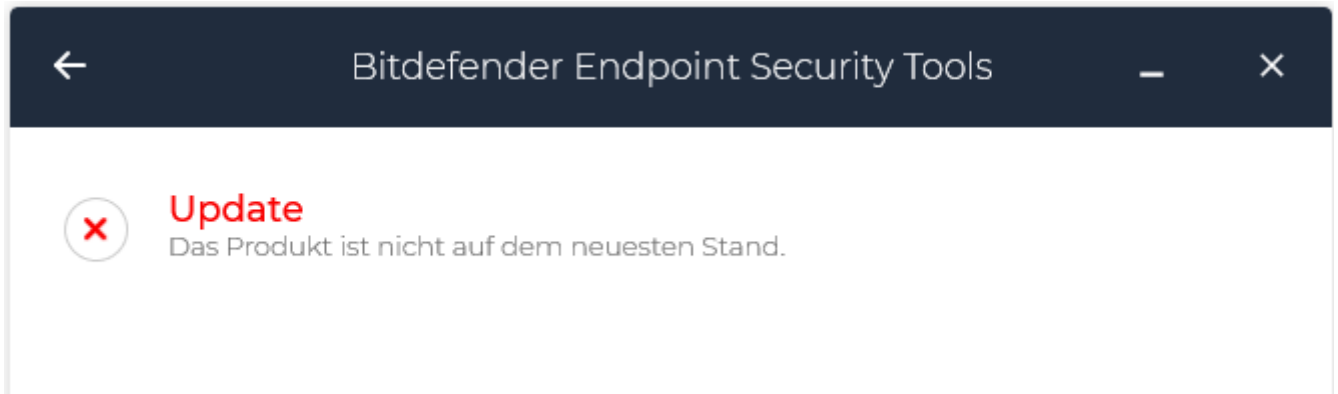 Bitdefender Endpoint Security Tools
Update
Das Produkt ist nicht auf dem neuesten Stand.